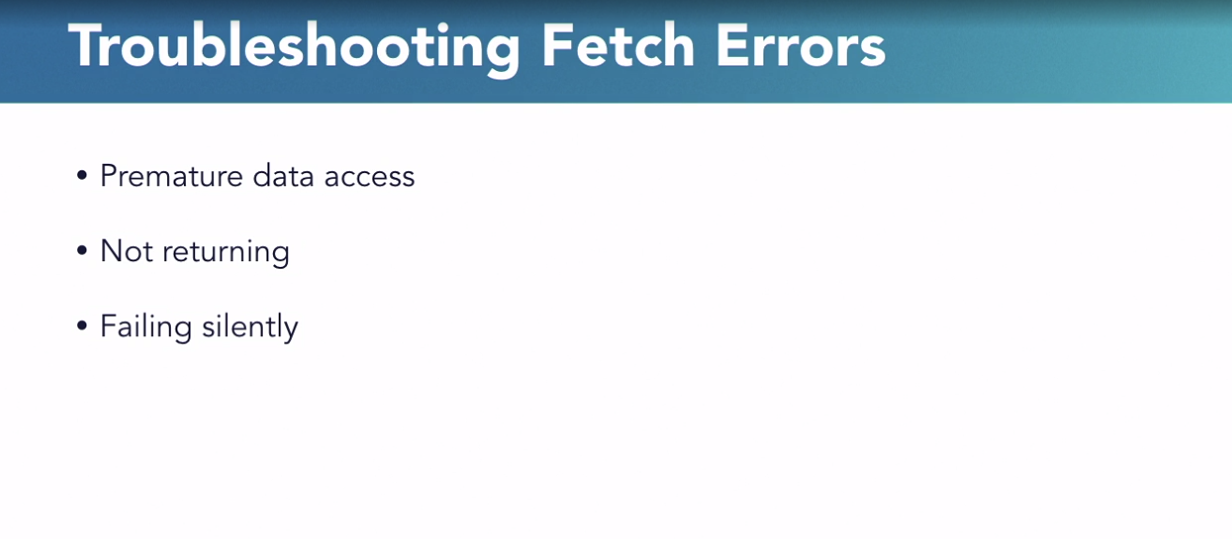 Troubleshooting Fetch Errors
• Premature data access
• Not returning
• Failing silently